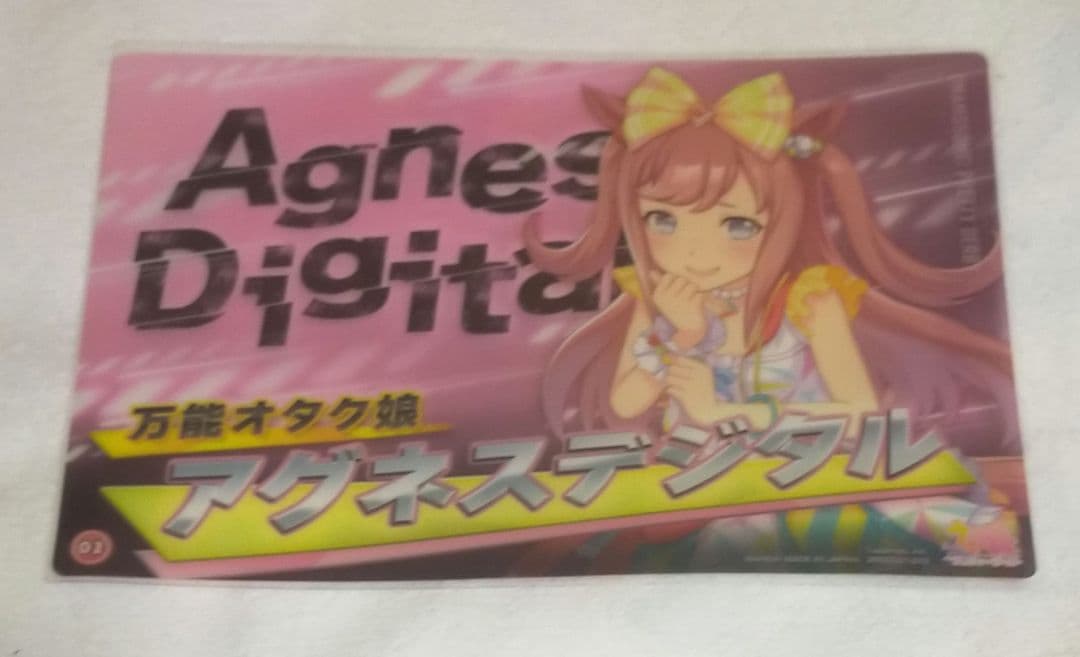 Agnes
Digital
万能オタク娘
アグネスデジタル
01